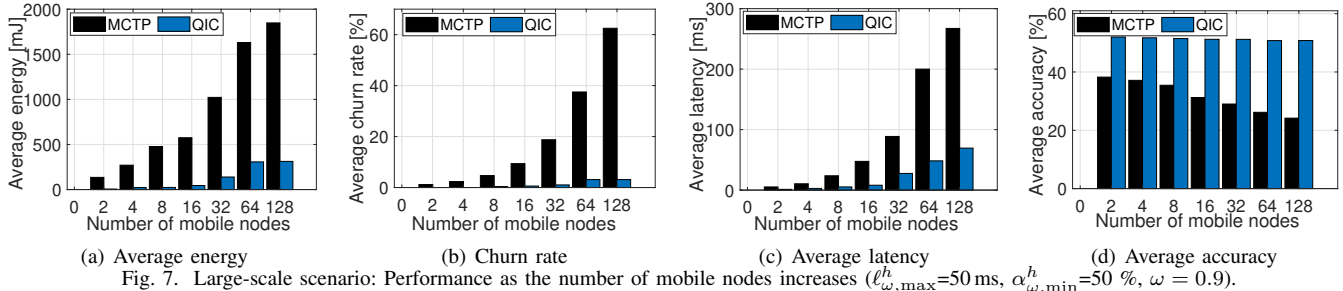 Average energy [mJ]
2000
1500
1000
500
0
MCTP QIC
0 2 4 8 16 32 64 128
Number of mobile nodes
(a) Average energy
Average churn rate [%]
60
40
20
0
MCTP QIC
0 2 4 8 16 32 64 128
Number of mobile nodes
(b) Churn rate
Average latency [ms]
300
200
100
0
MCTP QIC
0 2 4 8 16 32 64 128
Number of mobile nodes
(c) Average latency
Average accuracy [%]
60
40
20
0
MCTP QIC
0 2 4 8 16 32 64 128
Number of mobile nodes
(d) Average accuracy
Fig. 7. Large-scale scenario: Performance as the number of mobile nodes increases (ℓ^h_{ω,max}=50 ms, α^h_{ω,min}=50 %, ω = 0.9).